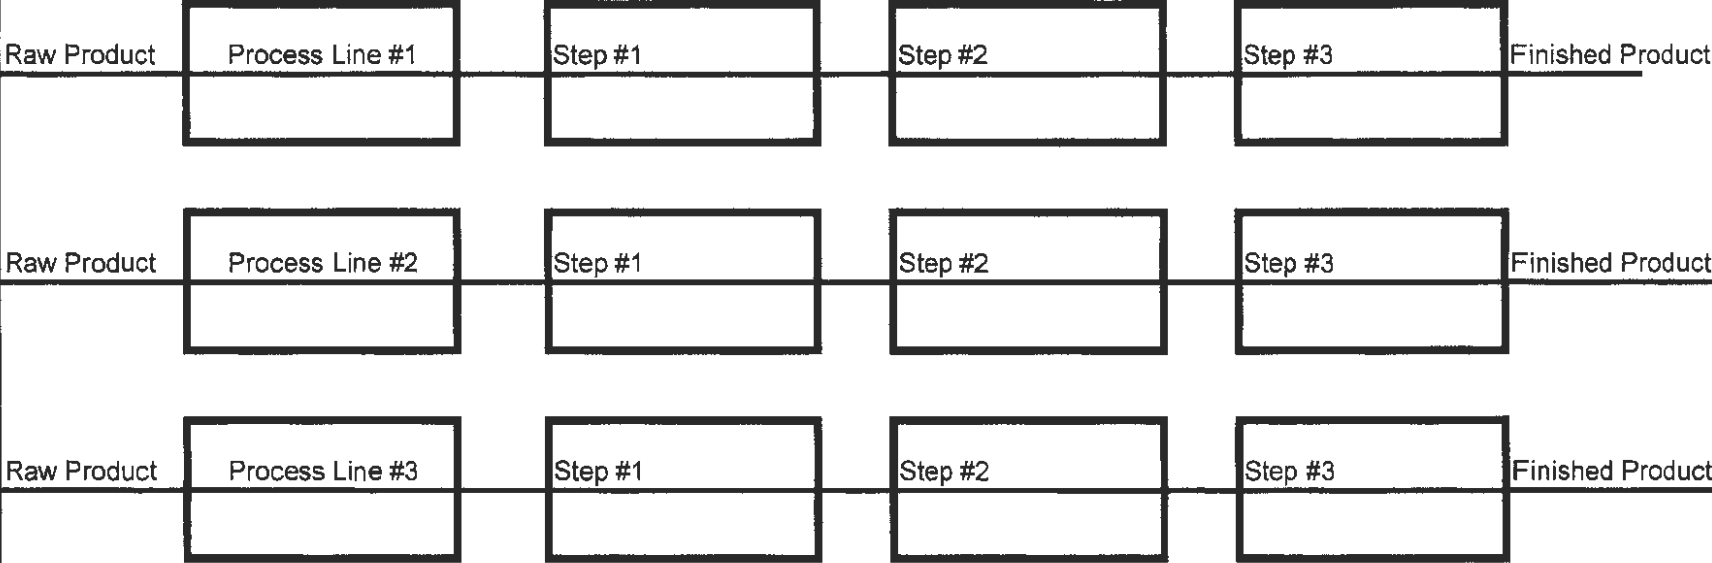 Raw Product Process Line #1 Step #1 Step #2 Step #3 Finished Product
Raw Product Process Line #2 Step #1 Step #2 Step #3 Finished Product
Raw Product Process Line #3 Step #1 Step #2 Step #3 Finished Product